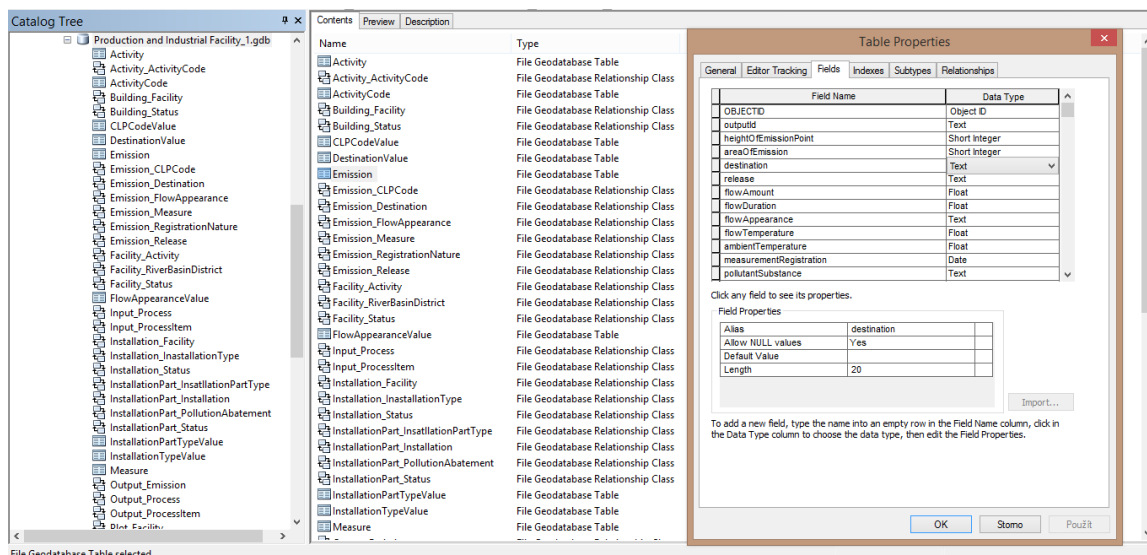 Catalog Tree
Production and Industrial Facility_1.gdb
Activity
Activity_ActivityCode
ActivityCode
Building_Facility
Building_Status
CLPCodeValue
DestinationValue
Emission
Emission_CLPCode
Emission_Destination
Emission_FlowAppearance
Emission_Measure
Emission_RegistrationNature
Emission_Release
Facility_Activity
Facility_RiverBasinDistrict
Facility_Status
FlowAppearanceValue
Input_Process
Input_ProcessItem
Installation_Facility
Installation_InastallationType
Installation_Status
InstallationPart_InsatllationPartType
InstallationPart_Installation
InstallationPart_PollutionAbatement
InstallationPart_Status
InstallationPartTypeValue
InstallationTypeValue
Measure
Output_Emission
Output_Process
Output_ProcessItem
Plot_Facility
File Geodatabase Table selected
Contents Preview Description
Name Type
Activity File Geodatabase Table
Activity_ActivityCode File Geodatabase Relationship Class
ActivityCode File Geodatabase Table
Building_Facility File Geodatabase Relationship Class
Building_Status File Geodatabase Relationship Class
CLPCodeValue File Geodatabase Table
DestinationValue File Geodatabase Table
Emission File Geodatabase Table
Emission_CLPCode File Geodatabase Relationship Class
Emission_Destination File Geodatabase Relationship Class
Emission_FlowAppearance File Geodatabase Relationship Class
Emission_Measure File Geodatabase Relationship Class
Emission_RegistrationNature File Geodatabase Relationship Class
Emission_Release File Geodatabase Relationship Class
Facility_Activity File Geodatabase Relationship Class
Facility_RiverBasinDistrict File Geodatabase Relationship Class
Facility_Status File Geodatabase Relationship Class
FlowAppearanceValue File Geodatabase Table
Input_Process File Geodatabase Relationship Class
Input_ProcessItem File Geodatabase Relationship Class
Installation_Facility File Geodatabase Relationship Class
Installation_InastallationType File Geodatabase Relationship Class
Installation_Status File Geodatabase Relationship Class
InstallationPart_InsatllationPartType File Geodatabase Relationship Class
InstallationPart_Installation File Geodatabase Relationship Class
InstallationPart_PollutionAbatement File Geodatabase Relationship Class
InstallationPart_Status File Geodatabase Relationship Class
InstallationPartTypeValue File Geodatabase Table
InstallationTypeValue File Geodatabase Table
Measure File Geodatabase Table
Table Properties
General Editor Tracking Fields Indexes Subtypes Relationships
Field Name Data Type
OBJECTID Object ID
outputId Text
heightOfEmissionPoint Short Integer
areaOfEmission Short Integer
destination Text
release Text
flowAmount Float
flowDuration Float
flowAppearance Text
flowTemperature Float
ambientTemperature Float
measurementRegistration Date
pollutantSubstance Text
Click any field to see its properties.
Field Properties
Alias destination
Allow NULL values Yes
Default Value
Length 20
Import...
To add a new field, type the name into an empty row in the Field Name column, click in
the Data Type column to choose the data type, then edit the Field Properties.
OK Storno Použít